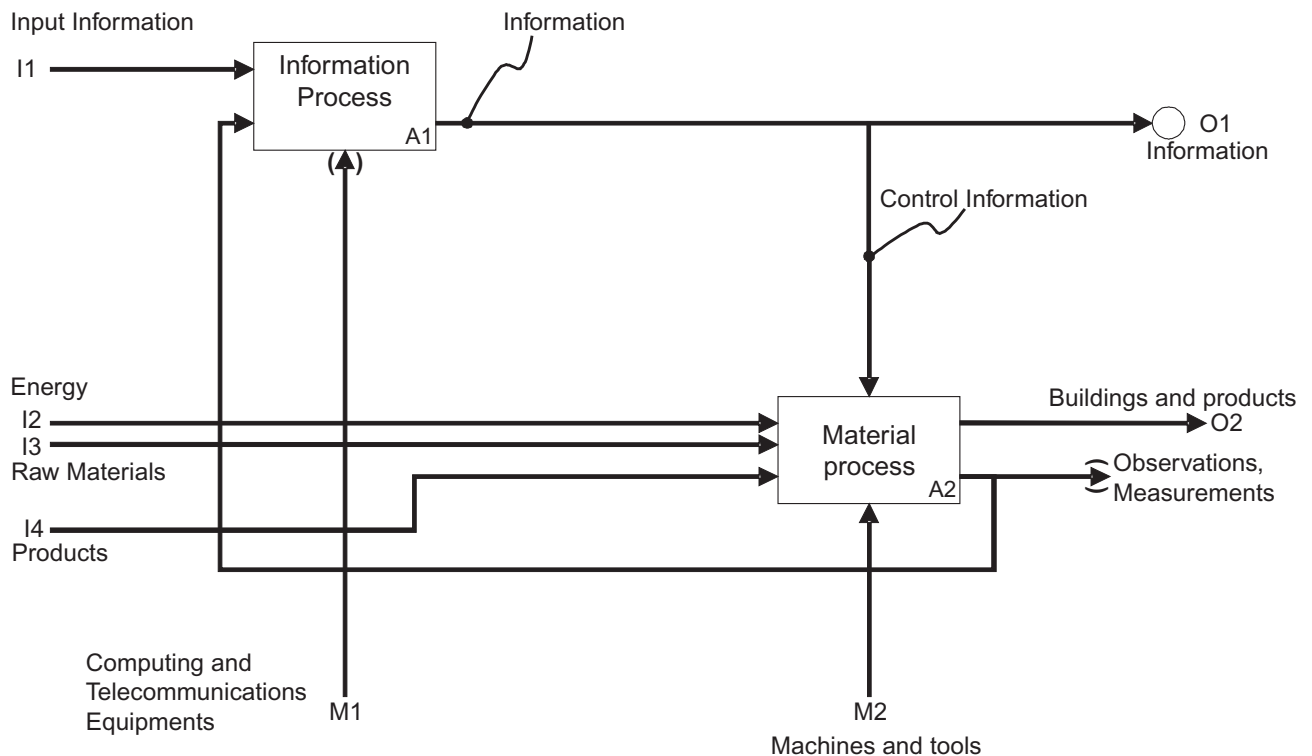 Input Information
I1
Information
Process
A1
Information
O1
Information
( )
Control Information
Energy
I2
I3
Raw Materials
I4
Products
Material
process
A2
Buildings and products
O2
( )
Observations,
Measurements
Computing and
Telecommunications
Equipments
M1
M2
Machines and tools